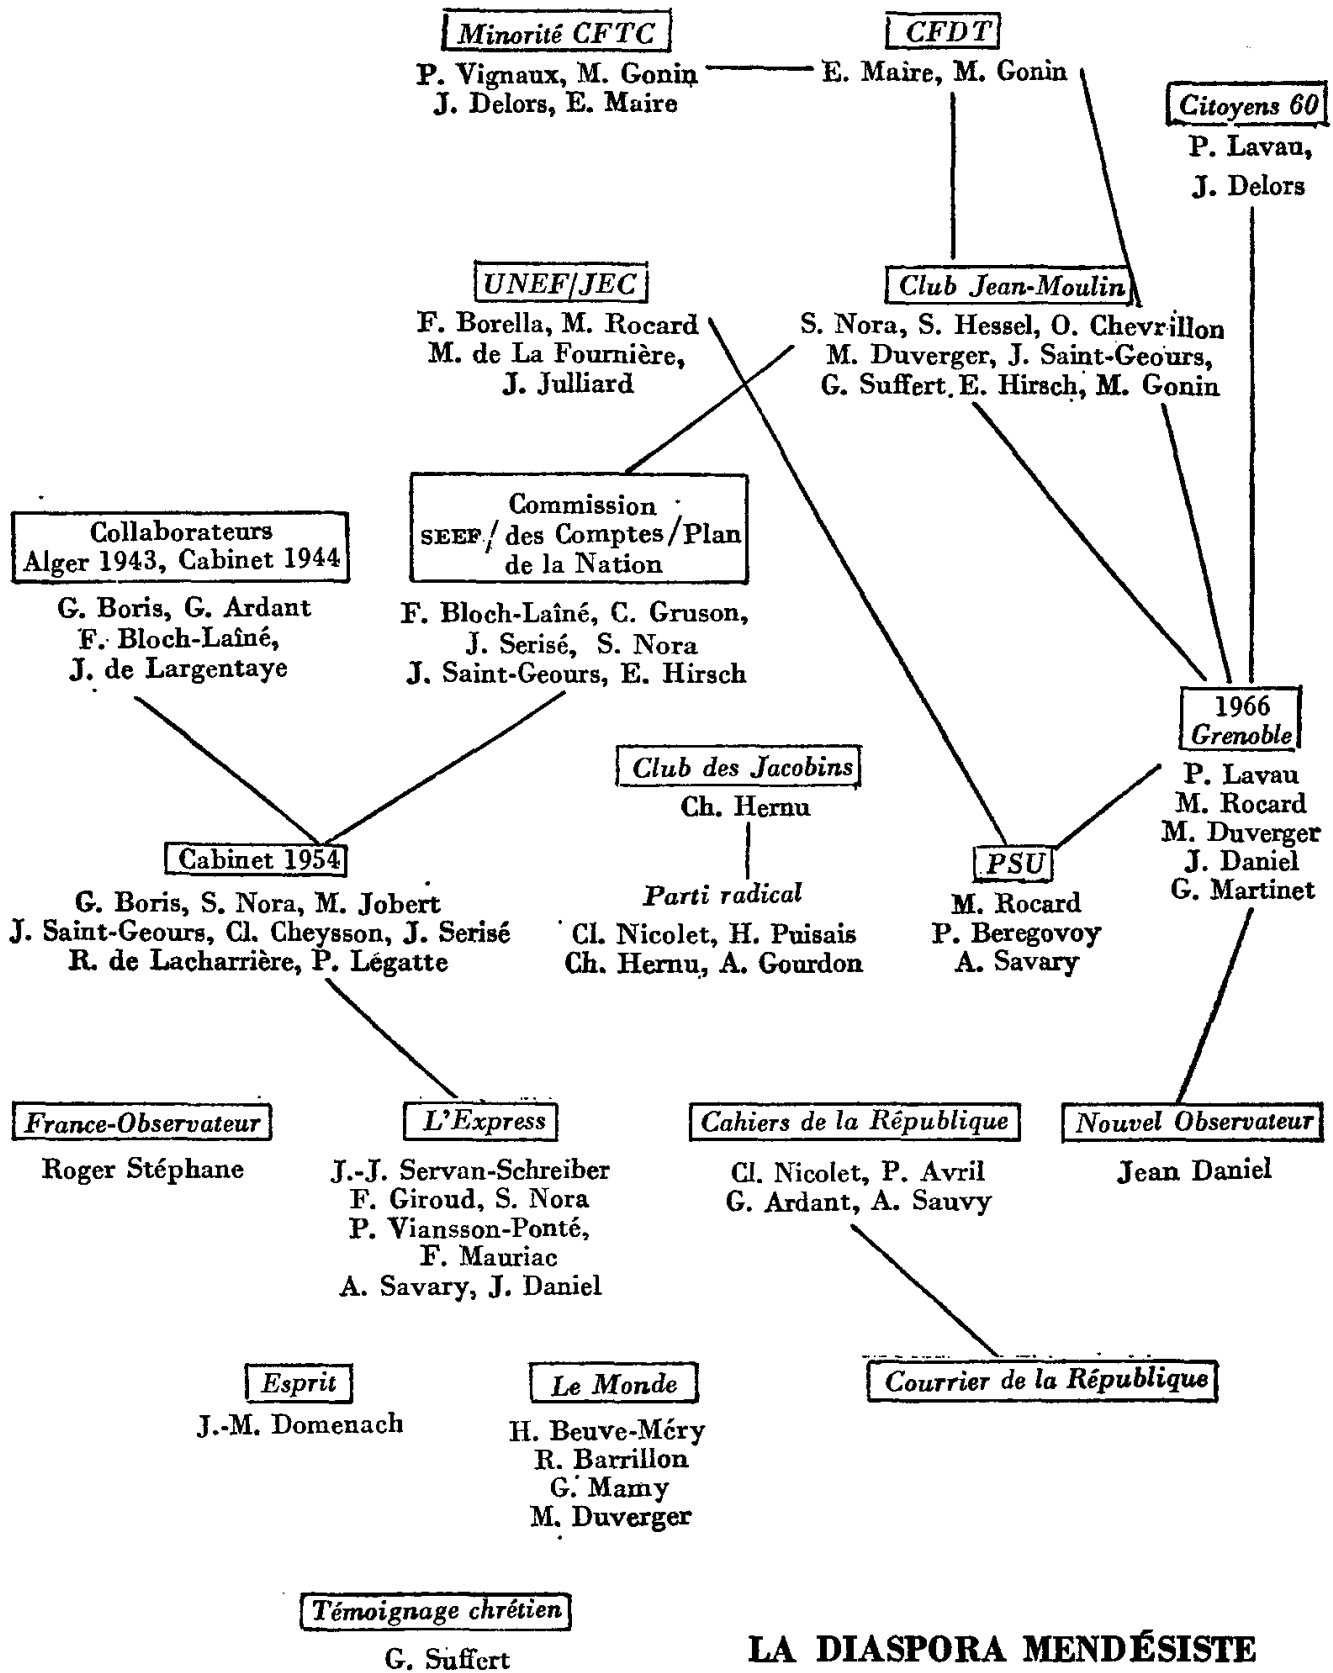 Minorité CFTC
P. Vignaux, M. Gonin
J. Delors, E. Maire
CFDT
E. Maire, M. Gonin
Citoyens 60
P. Lavau,
J. Delors
UNEF/JEC
F. Borella, M. Rocard
M. de La Fournière,
J. Julliard
Club Jean-Moulin
S. Nora, S. Hessel, O. Chevrillon
M. Duverger, J. Saint-Geours,
G. Suffert, E. Hirsch, M. Gonin
Collaborateurs
Alger 1943, Cabinet 1944
G. Boris, G. Ardant
F. Bloch-Laîné,
J. de Largentaye
Commission
SEEF/des Comptes/Plan
de la Nation
F. Bloch-Laîné, C. Gruson,
J. Serisé, S. Nora
J. Saint-Geours, E. Hirsch
1966
Grenoble
P. Lavau
M. Rocard
M. Duverger
J. Daniel
G. Martinet
Club des Jacobins
Ch. Hernu
Parti radical
Cl. Nicolet, H. Puisais
Ch. Hernu, A. Gourdon
Cabinet 1954
G. Boris, S. Nora, M. Jobert
J. Saint-Geours, Cl. Cheysson, J. Serisé
R. de Lacharrière, P. Légatte
PSU
M. Rocard
P. Beregovoy
A. Savary
France-Observateur
Roger Stéphane
L'Express
J.-J. Servan-Schreiber
F. Giroud, S. Nora
P. Viansson-Ponté,
F. Mauriac
A. Savary, J. Daniel
Cahiers de la République
Cl. Nicolet, P. Avril
G. Ardant, A. Sauvy
Nouvel Observateur
Jean Daniel
Esprit
J.-M. Domenach
Le Monde
H. Beuve-Méry
R. Barrillon
G. Mamy
M. Duverger
Courrier de la République
Témoignage chrétien
G. Suffert
LA DIASPORA MENDÉSISTE